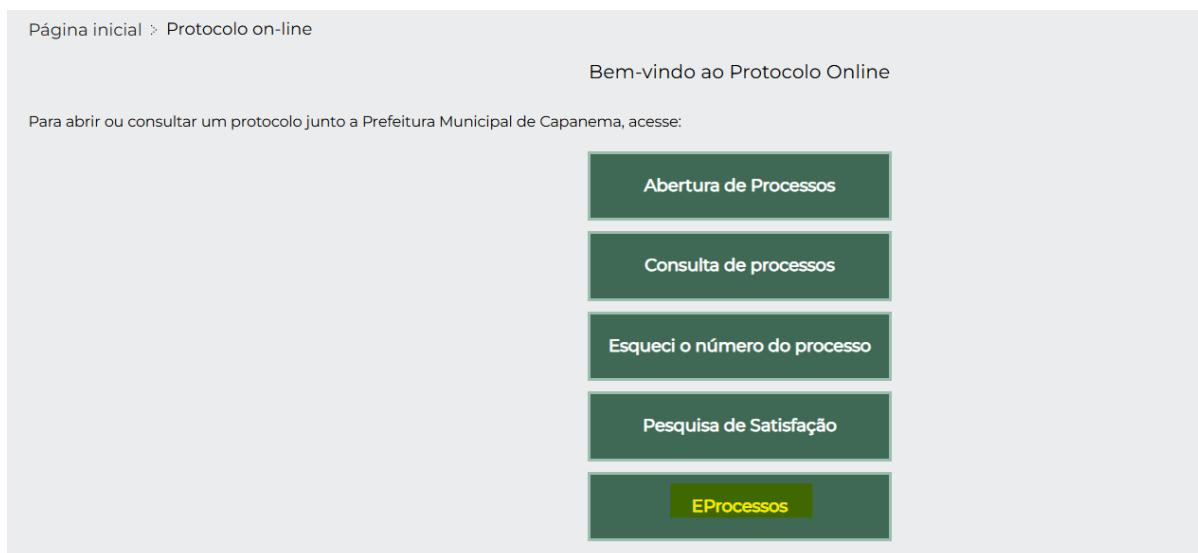 Página inicial > Protocolo on-line
Bem-vindo ao Protocolo Online
Para abrir ou consultar um protocolo junto a Prefeitura Municipal de Capanema, acesse:
Abertura de Processos
Consulta de processos
Esqueci o número do processo
Pesquisa de Satisfação
EProcessos